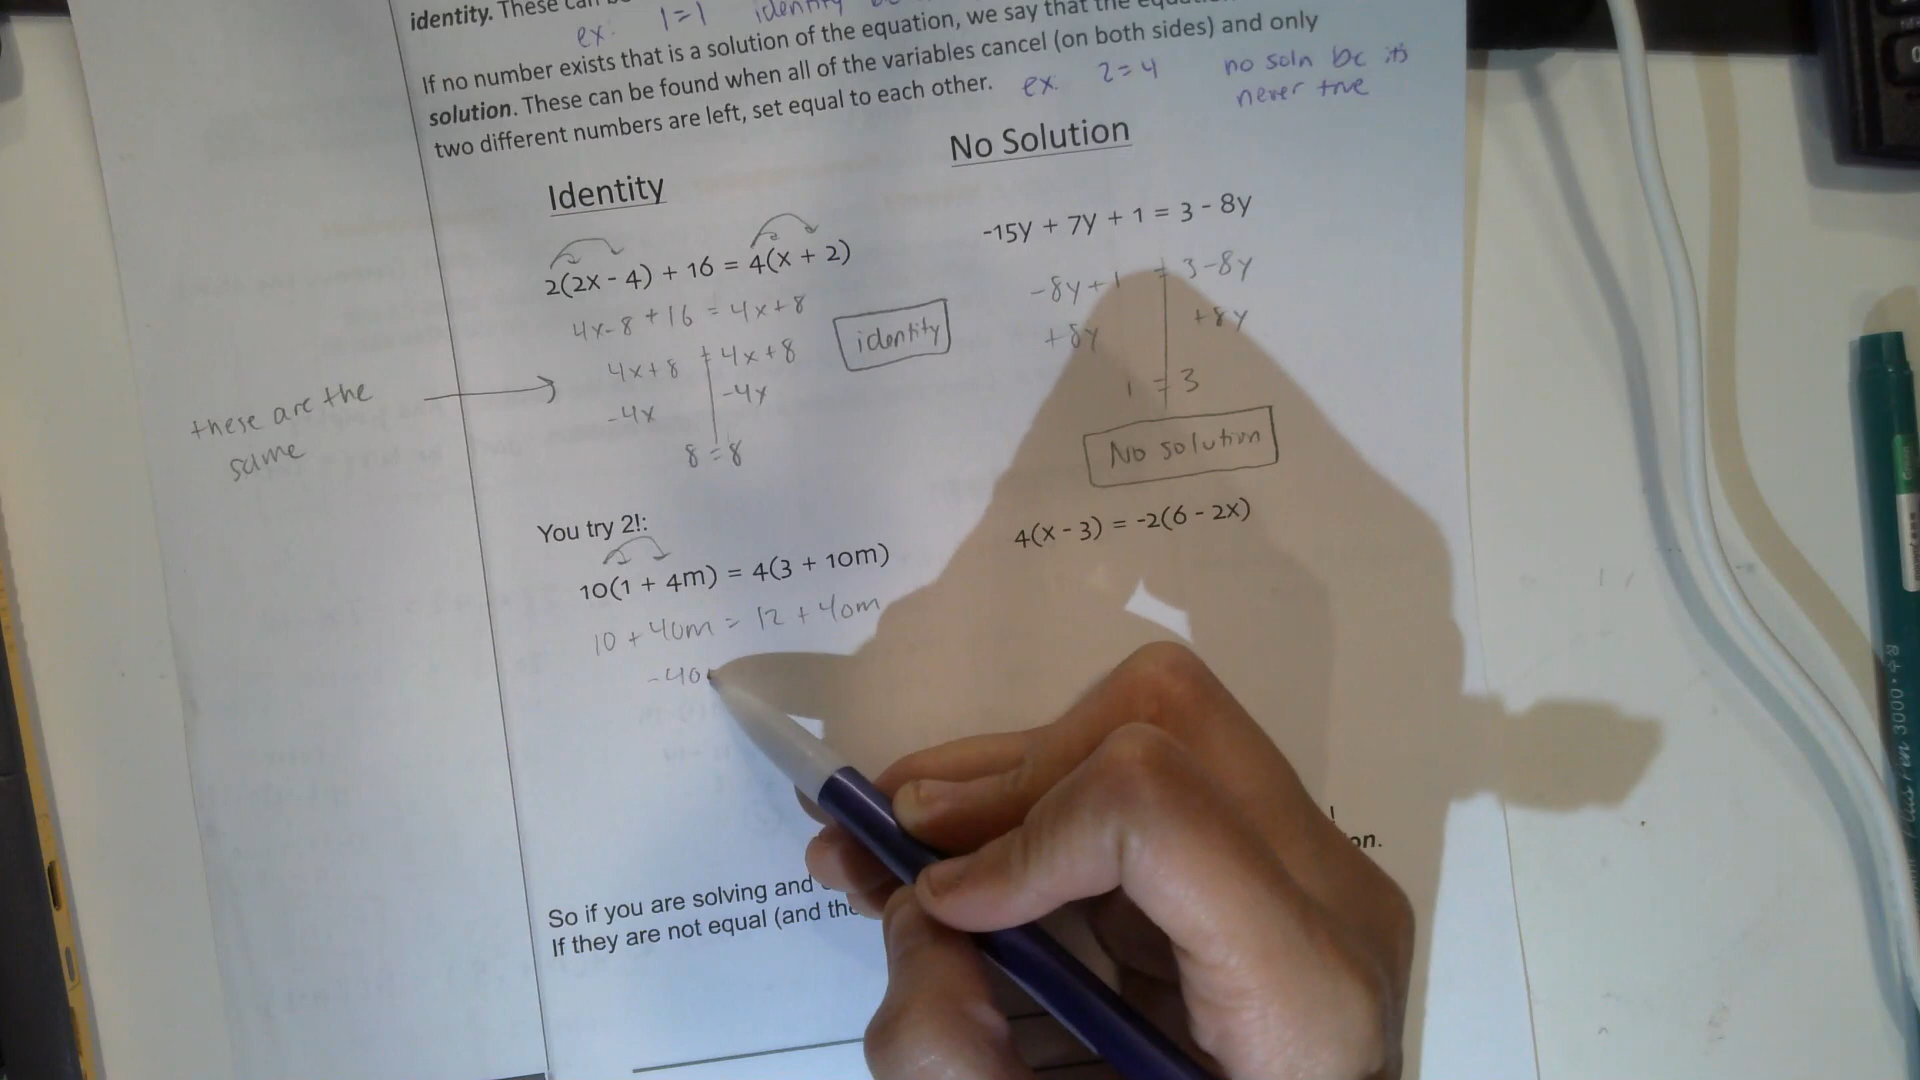 identity. These can
ex. 1=1 identity
If no number exists that is a solution of the equation, we say that the
solution. These can be found when all of the variables cancel (on both sides) and only
two different numbers are left, set equal to each other. ex. 2=4 no soln bc its
never true
Identity
No Solution
2(2x - 4) + 16 = 4(x + 2)
4x-8 +16 = 4x+8
4x+8 = 4x+8
-4x -4x
8 = 8
identity
these are the
same
-15y + 7y + 1 = 3 - 8y
-8y+1 = 3-8y
+8y +8y
1 = 3
No solution
You try 2!:
10(1 + 4m) = 4(3 + 10m)
10 + 40m = 12 + 40m
-40
4(x - 3) = -2(6 - 2x)
!
on.
So if you are solving and
If they are not equal (and the
Plus Pen 3000